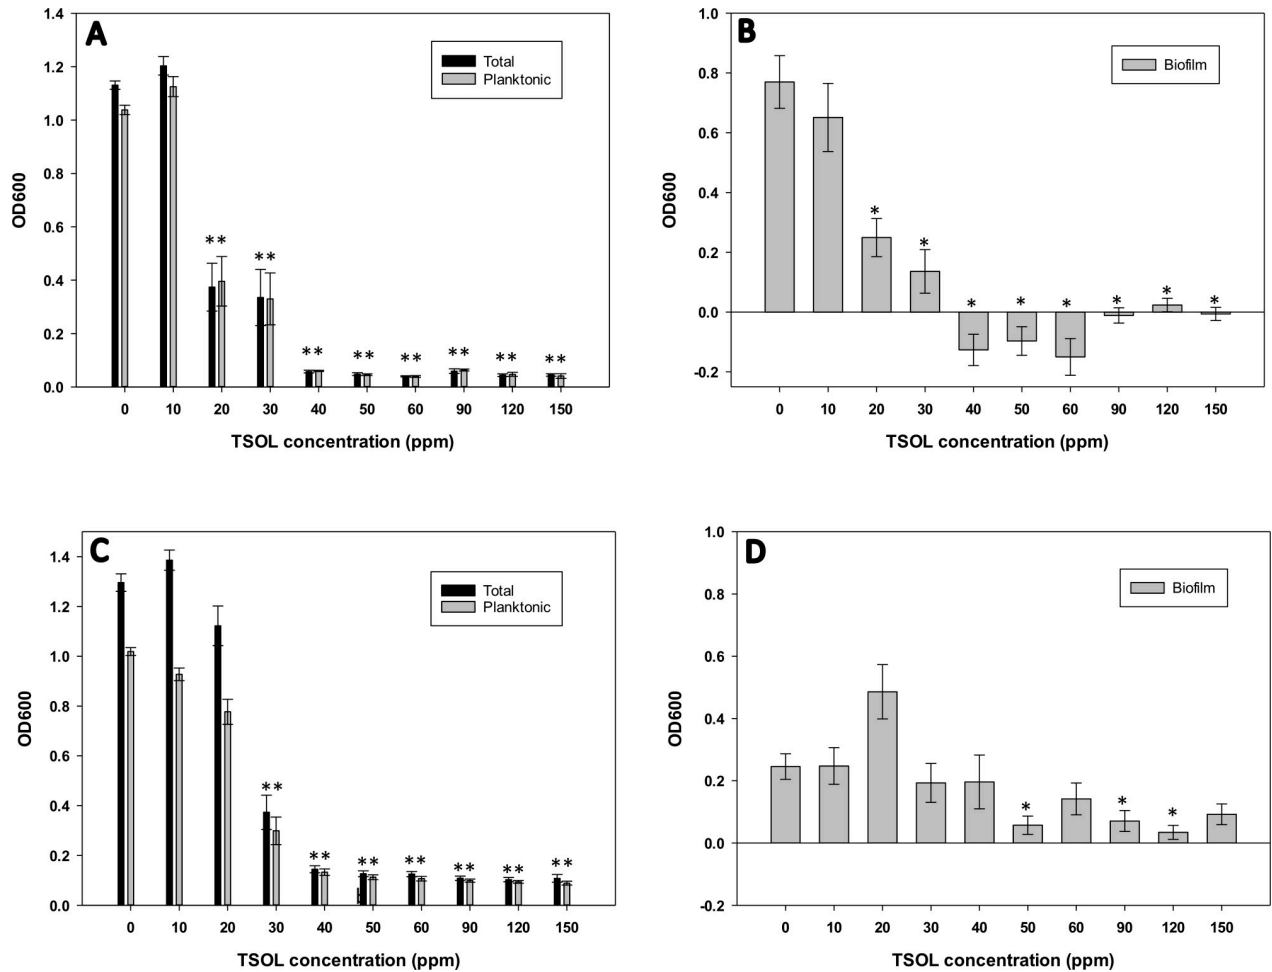 A
1.4
1.2
1.0
0.8
0.6
0.4
0.2
0.0
OD600
Total
Planktonic
** ** ** ** ** ** ** **
0 10 20 30 40 50 60 90 120 150
TSOL concentration (ppm)
B
1.0
0.8
0.6
0.4
0.2
0.0
-0.2
OD600
Biofilm
* * * * * * * *
0 10 20 30 40 50 60 90 120 150
TSOL concentration (ppm)
C
1.4
1.2
1.0
0.8
0.6
0.4
0.2
0.0
OD600
Total
Planktonic
** ** ** ** ** ** **
0 10 20 30 40 50 60 90 120 150
TSOL concentration (ppm)
D
1.0
0.8
0.6
0.4
0.2
0.0
-0.2
OD600
Biofilm
* * *
0 10 20 30 40 50 60 90 120 150
TSOL concentration (ppm)